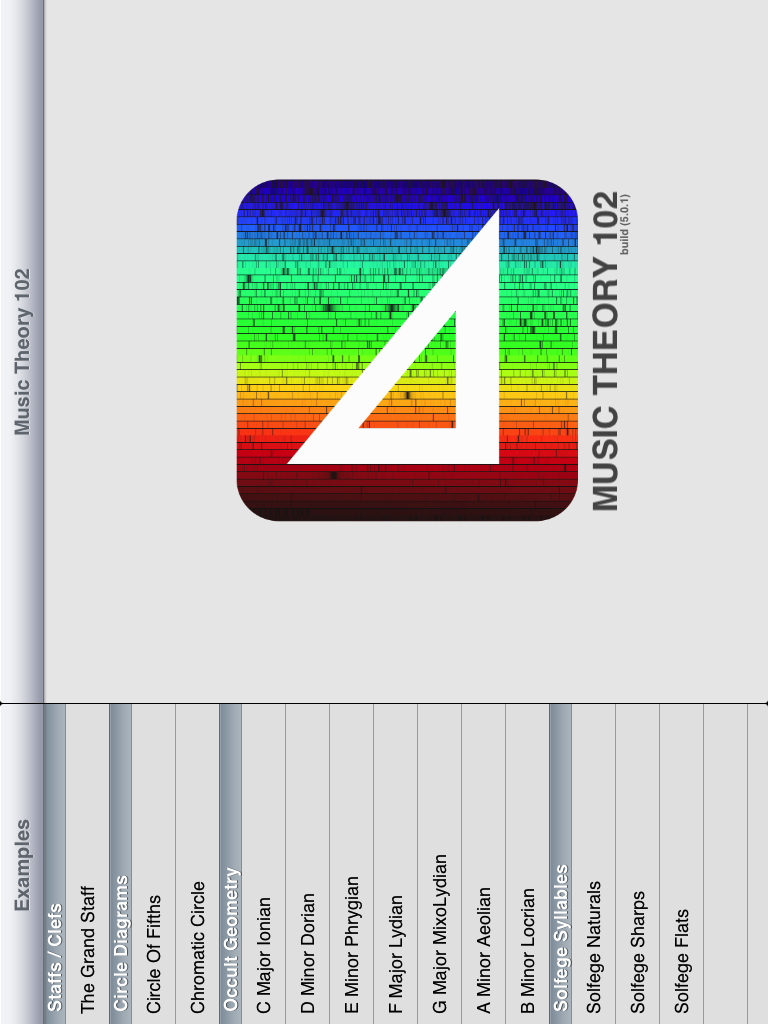 Examples
Staffs / Clefs
The Grand Staff
Circle Diagrams
Circle Of Fifths
Chromatic Circle
Occult Geometry
C Major Ionian
D Minor Dorian
E Minor Phrygian
F Major Lydian
G Major MixoLydian
A Minor Aeolian
B Minor Locrian
Solfege Syllables
Solfege Naturals
Solfege Sharps
Solfege Flats
Music Theory 102
MUSIC THEORY 102
build (5.0.1)